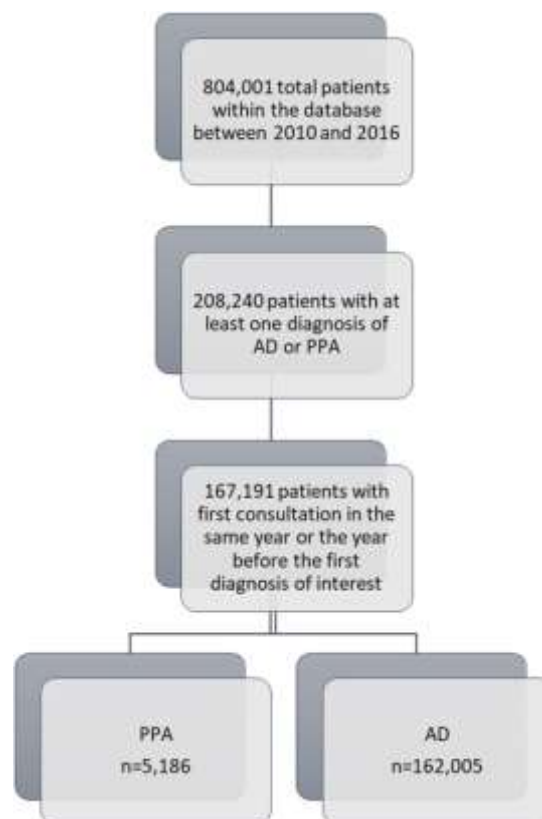 804,001 total patients
within the database
between 2010 and 2016
208,240 patients with at
least one diagnosis of
AD or PPA
167,191 patients with
first consultation in the
same year or the year
before the first
diagnosis of interest
PPA
n=5,186
AD
n=162,005